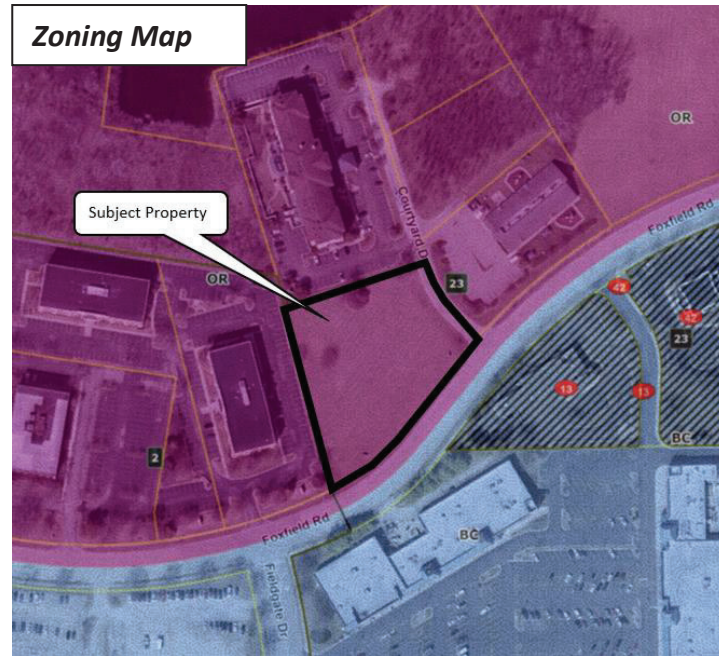 Zoning Map
OR
Subject Property
Courtyard D
Foxfield Rd
OR
23
42
42
23
13
13
BC
2
Foxfield Rd
BC
Fieldgate Dr